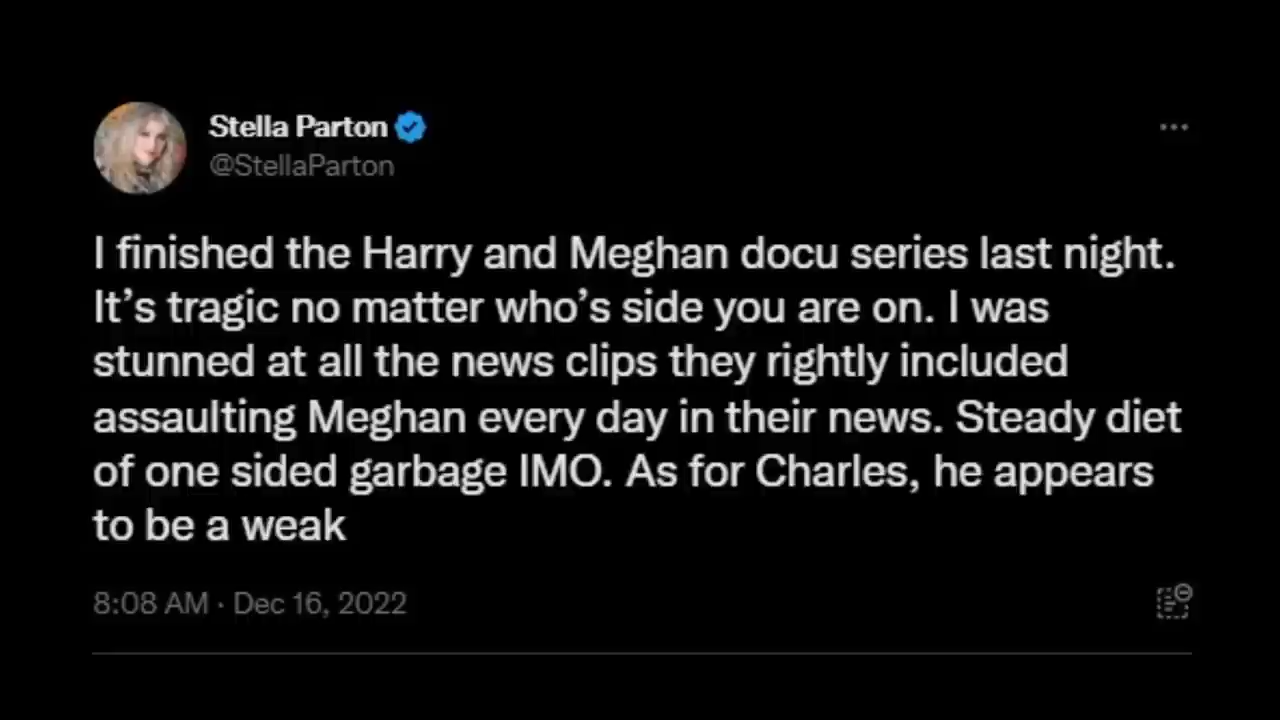 Stella Parton
@StellaParton
I finished the Harry and Meghan docu series last night.
It’s tragic no matter who’s side you are on. I was
stunned at all the news clips they rightly included
assaulting Meghan every day in their news. Steady diet
of one sided garbage IMO. As for Charles, he appears
to be a weak
8:08 AM · Dec 16, 2022